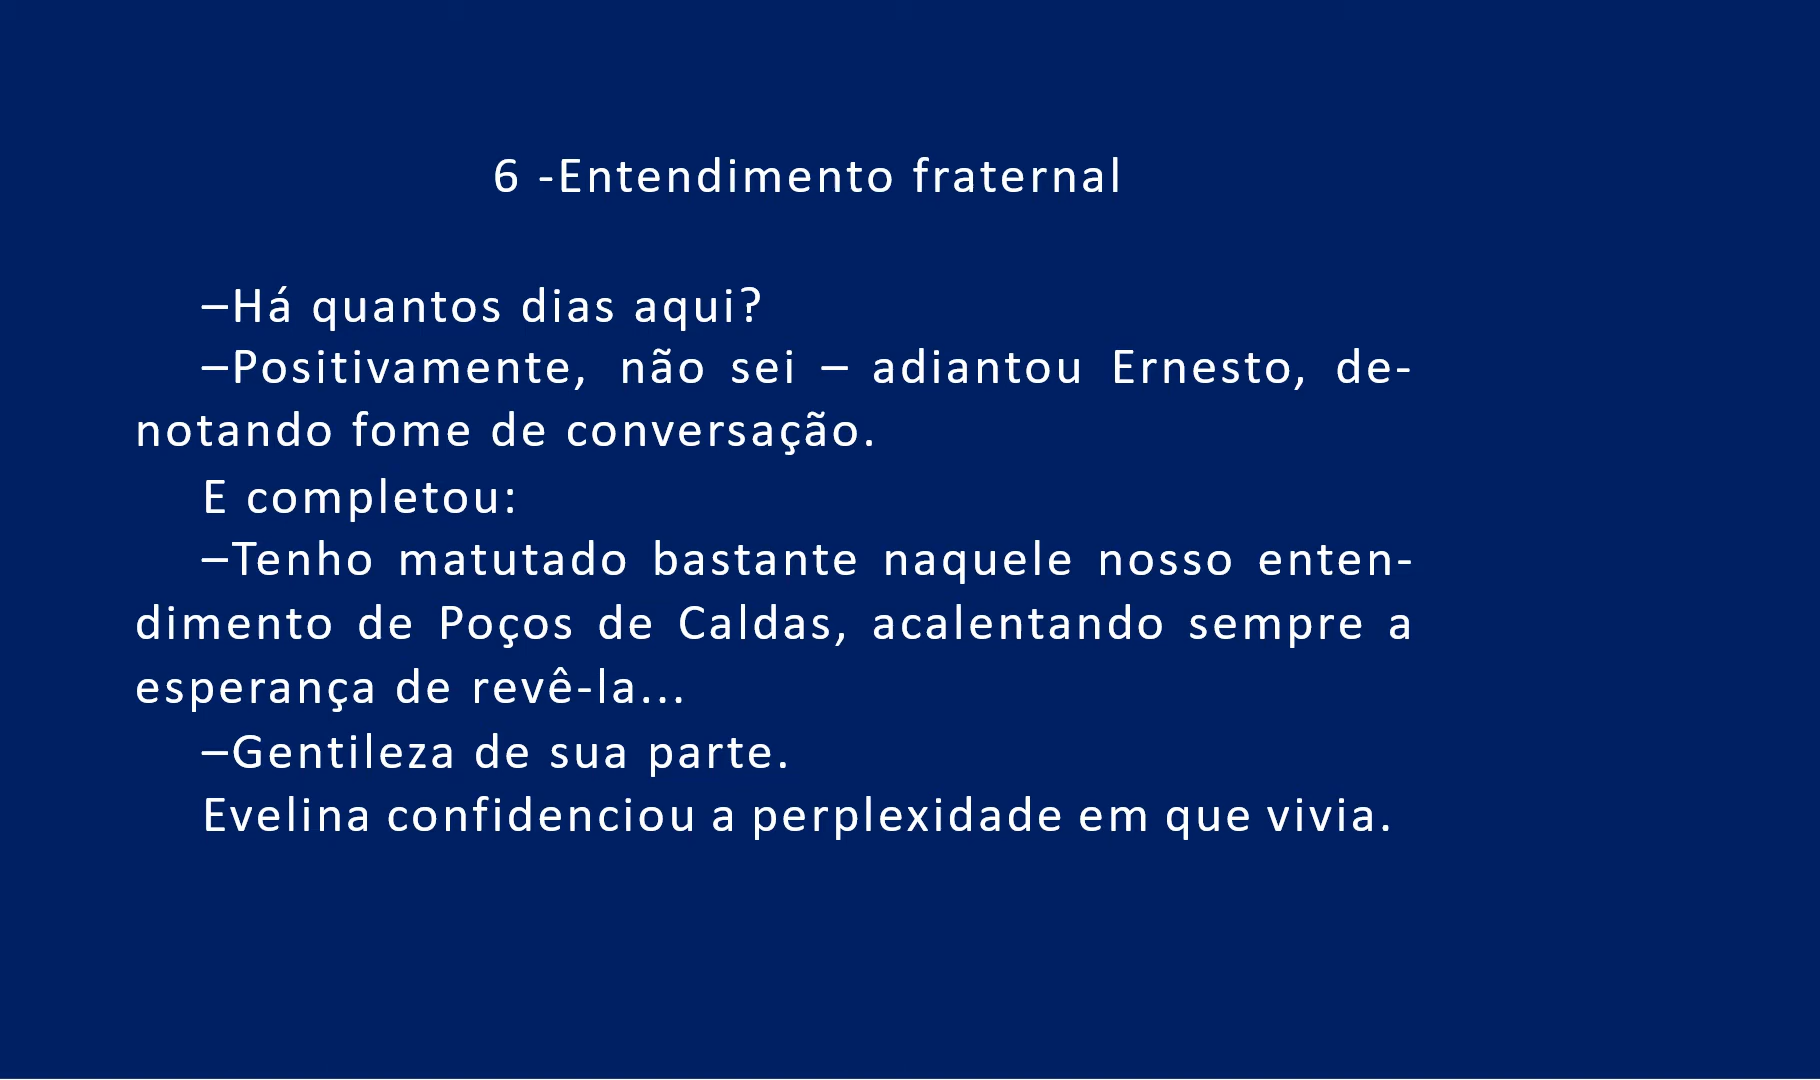 6 -Entendimento fraternal
–Há quantos dias aqui?
–Positivamente, não sei – adiantou Ernesto, de-
notando fome de conversação.
E completou:
–Tenho matutado bastante naquele nosso enten-
dimento de Poços de Caldas, acalentando sempre a
esperança de revê-la...
–Gentileza de sua parte.
Evelina confidenciou a perplexidade em que vivia.